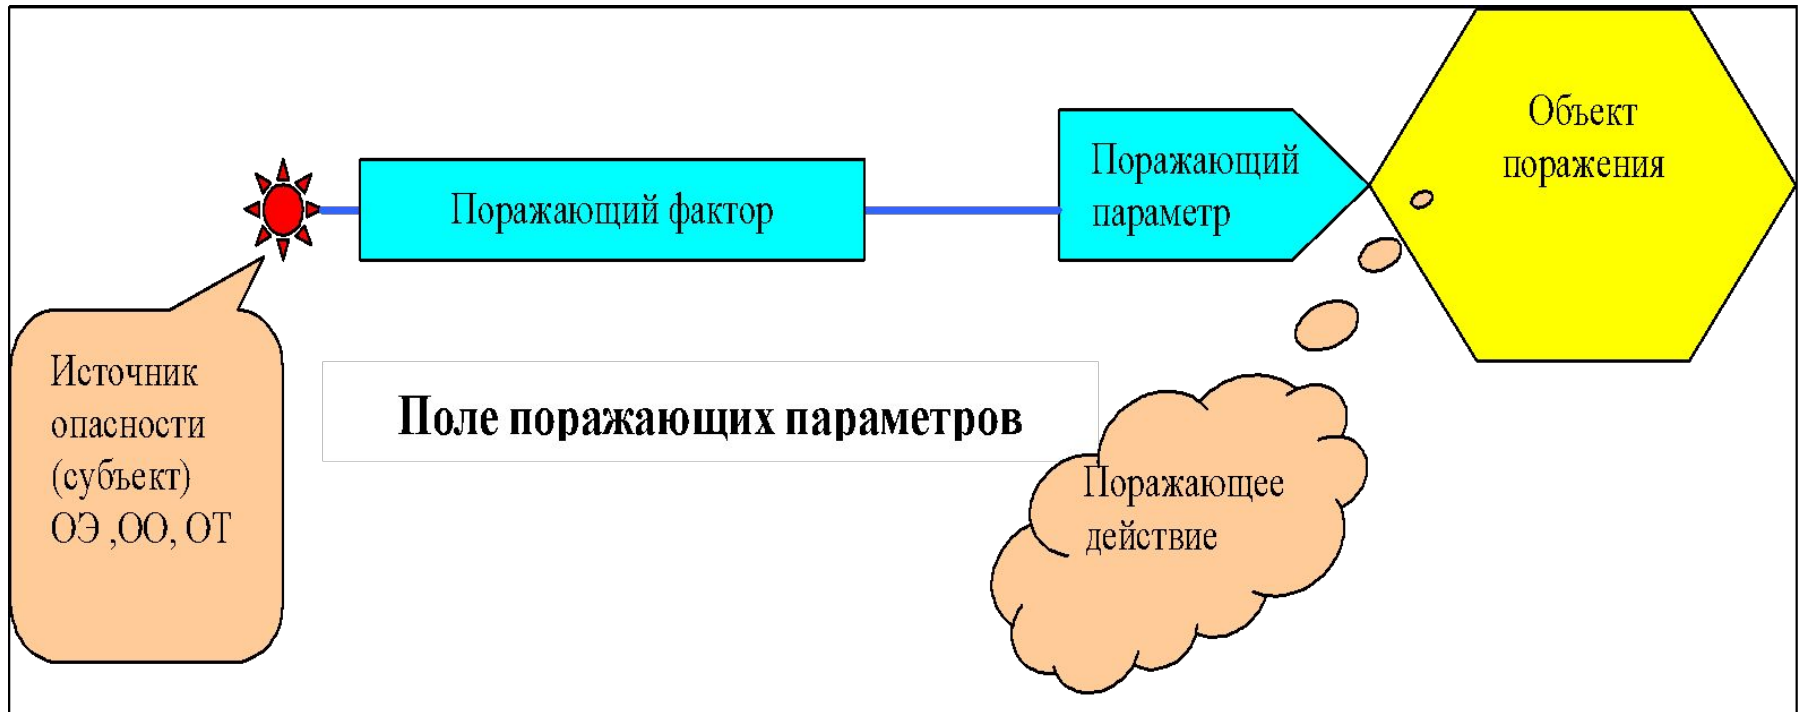 Объект
поражения
Поражающий
параметр
Поражающий фактор
Источник
опасности
(субъект)
ОЭ ,ОО, ОТ
Поле поражающих параметров
Поражающее
действие